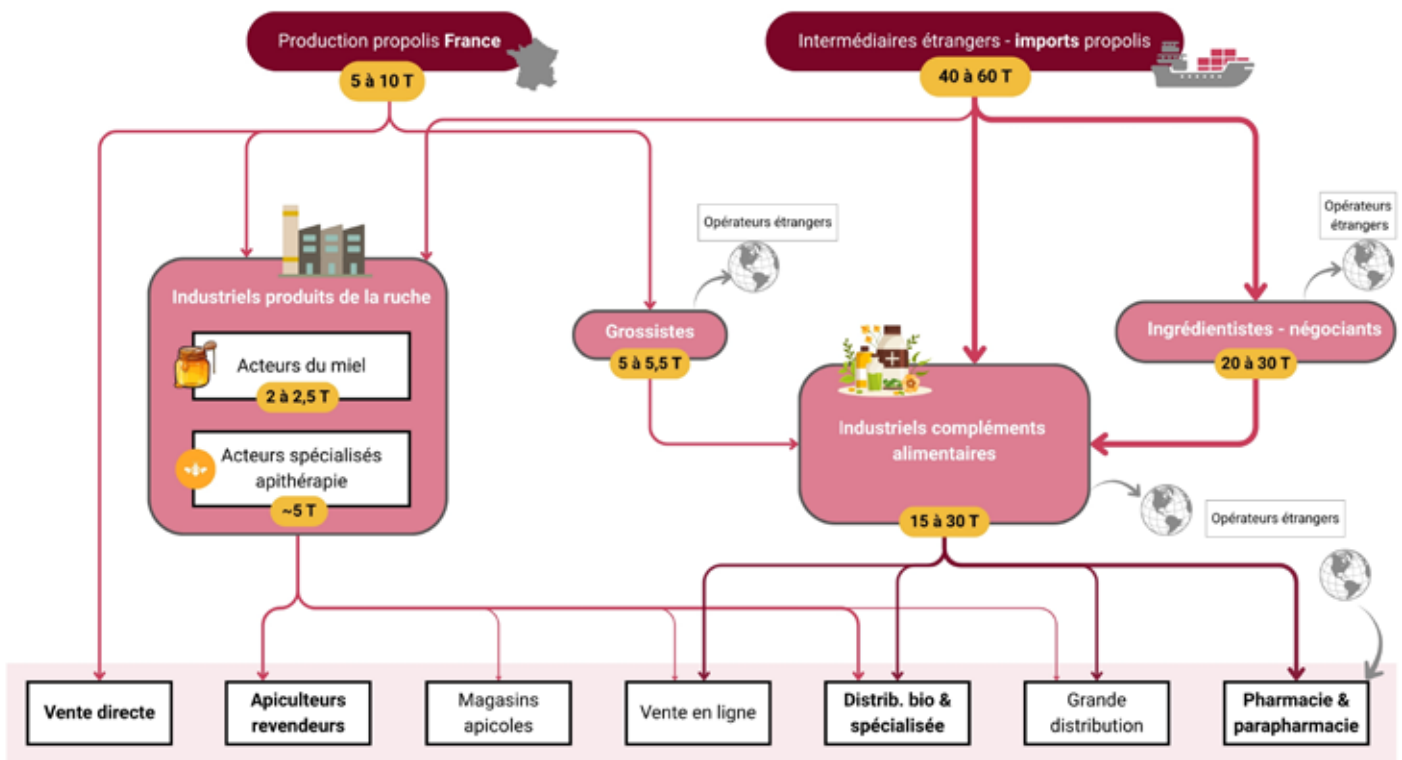 Production propolis France
5 à 10 T
Intermédiaires étrangers - imports propolis
40 à 60 T
Opérateurs étrangers
Opérateurs
étrangers
Industriels produits de la ruche
Acteurs du miel
2 à 2,5 T
Acteurs spécialisés
apithérapie
~5 T
Grossistes
5 à 5,5 T
Ingrédientistes - négociants
20 à 30 T
Industriels compléments
alimentaires
15 à 30 T
Opérateurs étrangers
Vente directe
Apiculteurs
revendeurs
Magasins
apicoles
Vente en ligne
Distrib. bio &
spécialisée
Grande
distribution
Pharmacie &
parapharmacie